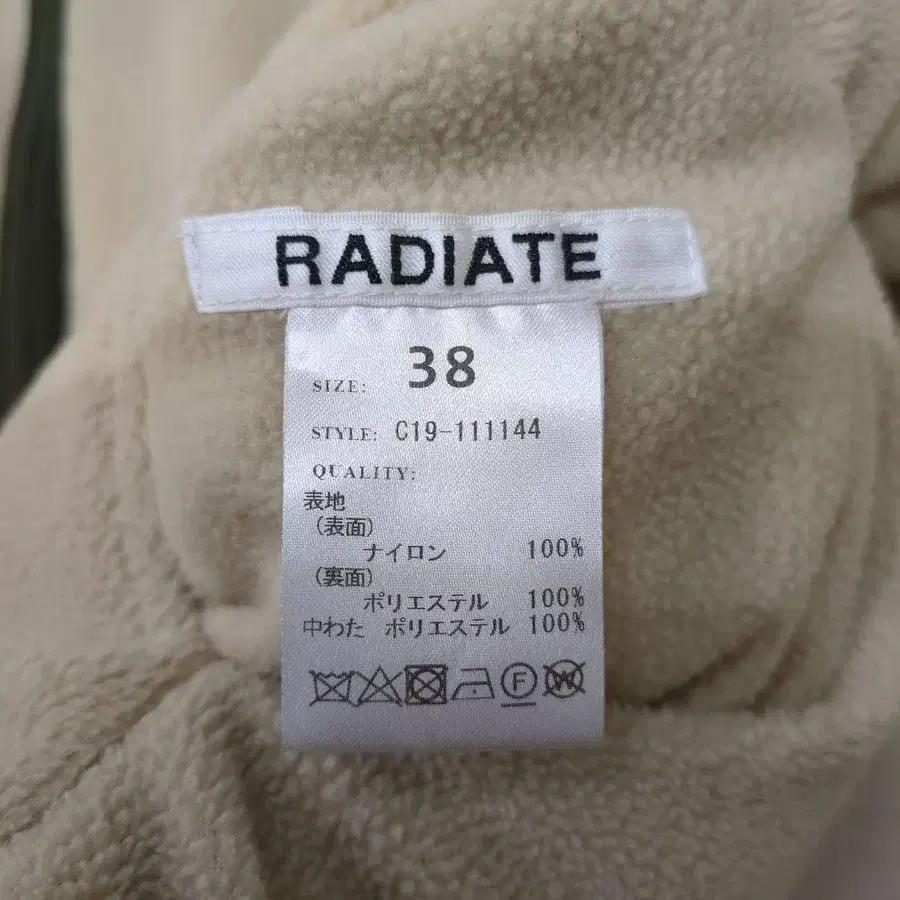 RADIATE
SIZE: 38
STYLE: C19-111144
QUALITY:
表地
(表面)
ナイロン 100%
(裏面)
ポリエステル 100%
中わた ポリエステル 100%
F W